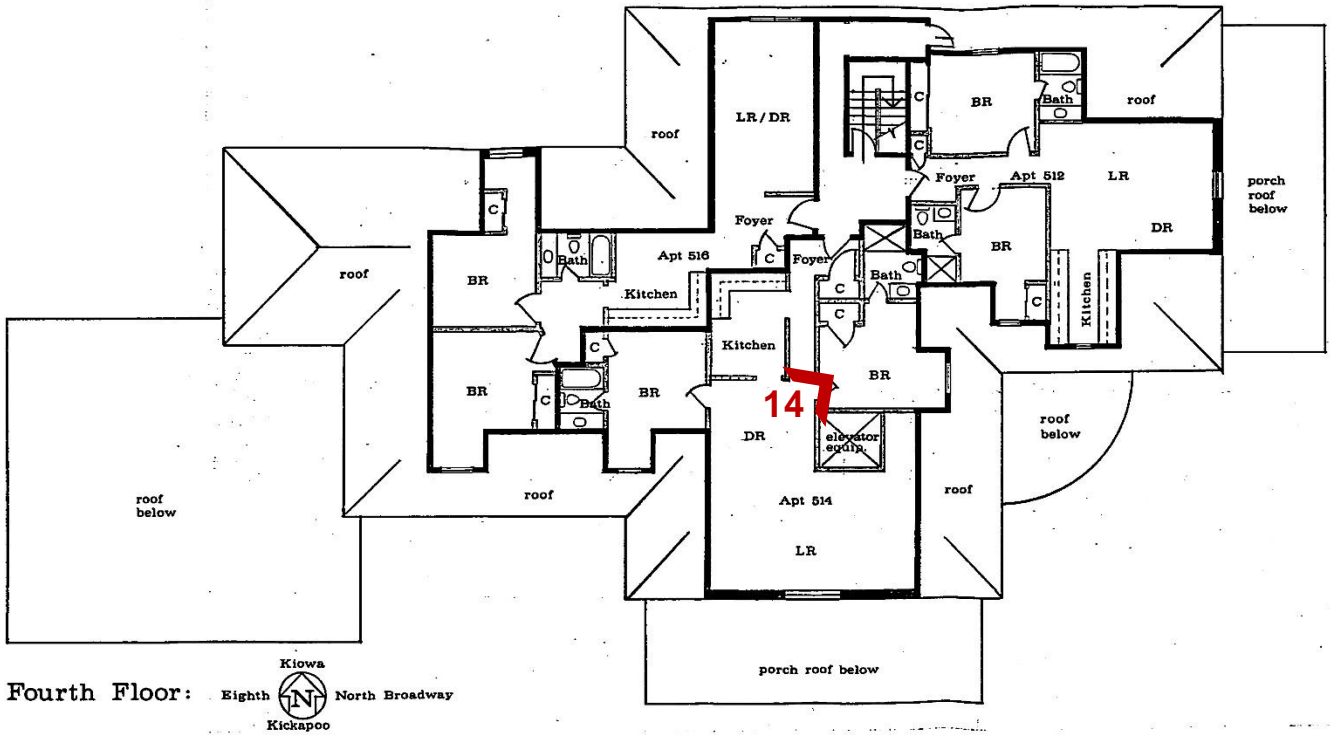 LR / DR
C
BR
Bath
roof
roof
C
C
Foyer
Apt 512
LR
porch
roof
below
C
Foyer
Bath
DR
BR
Bath
Apt 516
C
Foyer
Bath
BR
roof
BR
Kitchen
C
C
Kitchen
C
Kitchen
C
BR
BR
BR
C
Bath
14
DR
elevator
equip.
roof
below
roof
below
roof
roof
Apt 514
LR
porch roof below
Fourth Floor:
Kiowa
Eighth N North Broadway
Kickapoo